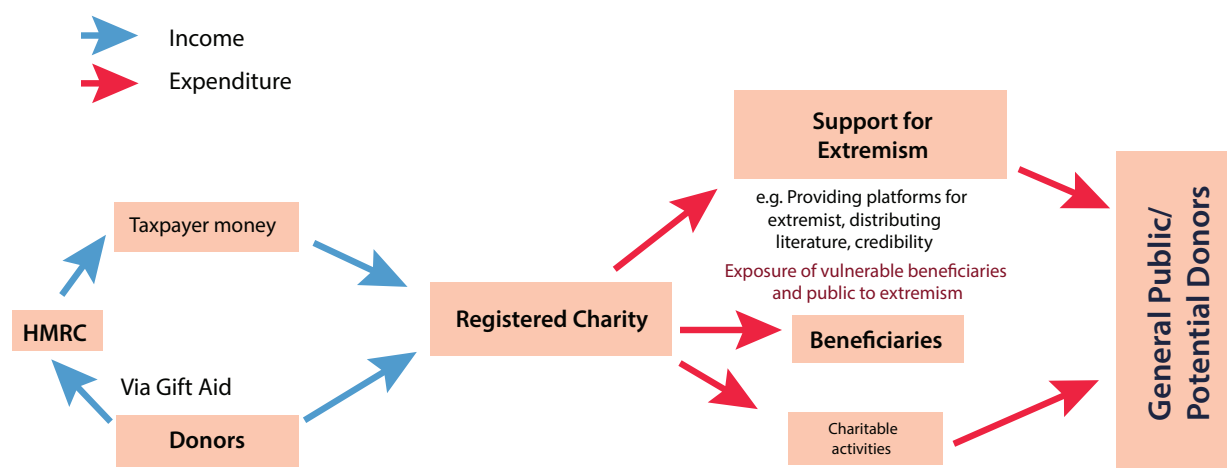 Income
Expenditure
Support for
Extremism
e.g. Providing platforms for
extremist, distributing
literature, credibility
Exposure of vulnerable beneficiaries
and public to extremism
Taxpayer money
HMRC
Via Gift Aid
Donors
Registered Charity
Beneficiaries
Charitable
activities
General Public/
Potential Donors